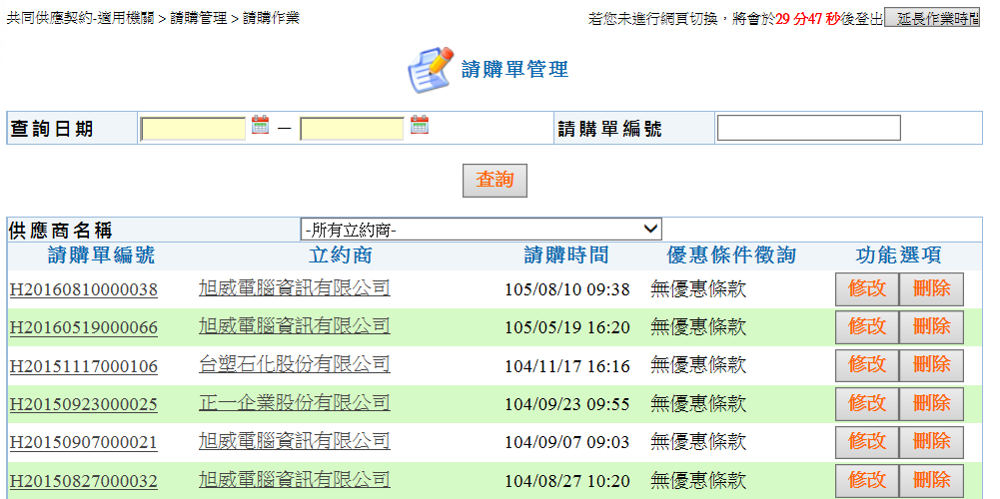 共同供應契約-適用機關 > 請購管理 > 請購作業 若您未進行網頁切換，將會於29 分47 秒後登出 延長作業時間
請購單管理
查詢日期 – 請購單編號
查詢
供應商名稱 -所有立約商-
請購單編號 立約商 請購時間 優惠條件徵詢 功能選項
H20160810000038 旭威電腦資訊有限公司 105/08/10 09:38 無優惠條款 修改 刪除
H20160519000066 旭威電腦資訊有限公司 105/05/19 16:20 無優惠條款 修改 刪除
H20151117000106 台塑石化股份有限公司 104/11/17 16:16 無優惠條款 修改 刪除
H20150923000025 正一企業股份有限公司 104/09/23 09:55 無優惠條款 修改 刪除
H20150907000021 旭威電腦資訊有限公司 104/09/07 09:03 無優惠條款 修改 刪除
H20150827000032 旭威電腦資訊有限公司 104/08/27 10:20 無優惠條款 修改 刪除